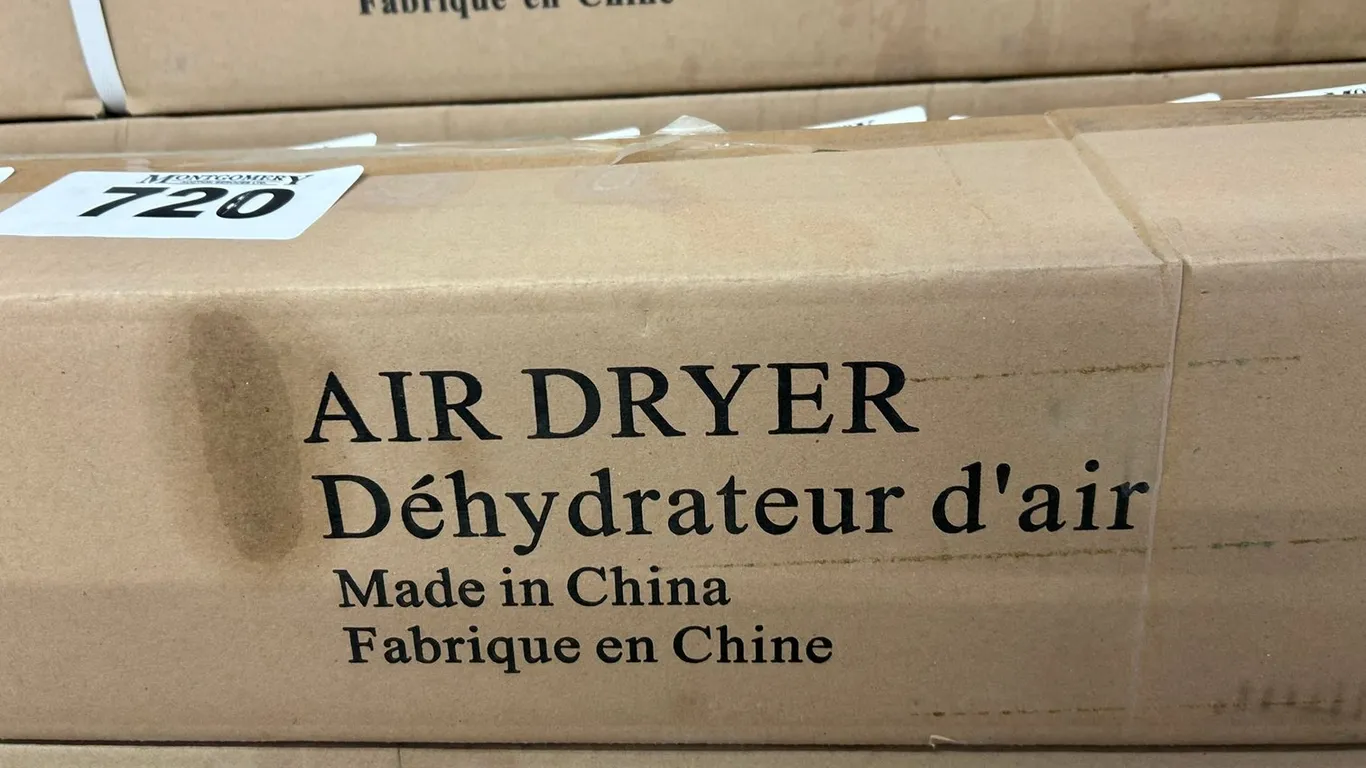 Fabrique en Chine
MONTGOMERY
720
AIR DRYER
Déhydrateur d'air
Made in China
Fabrique en Chine